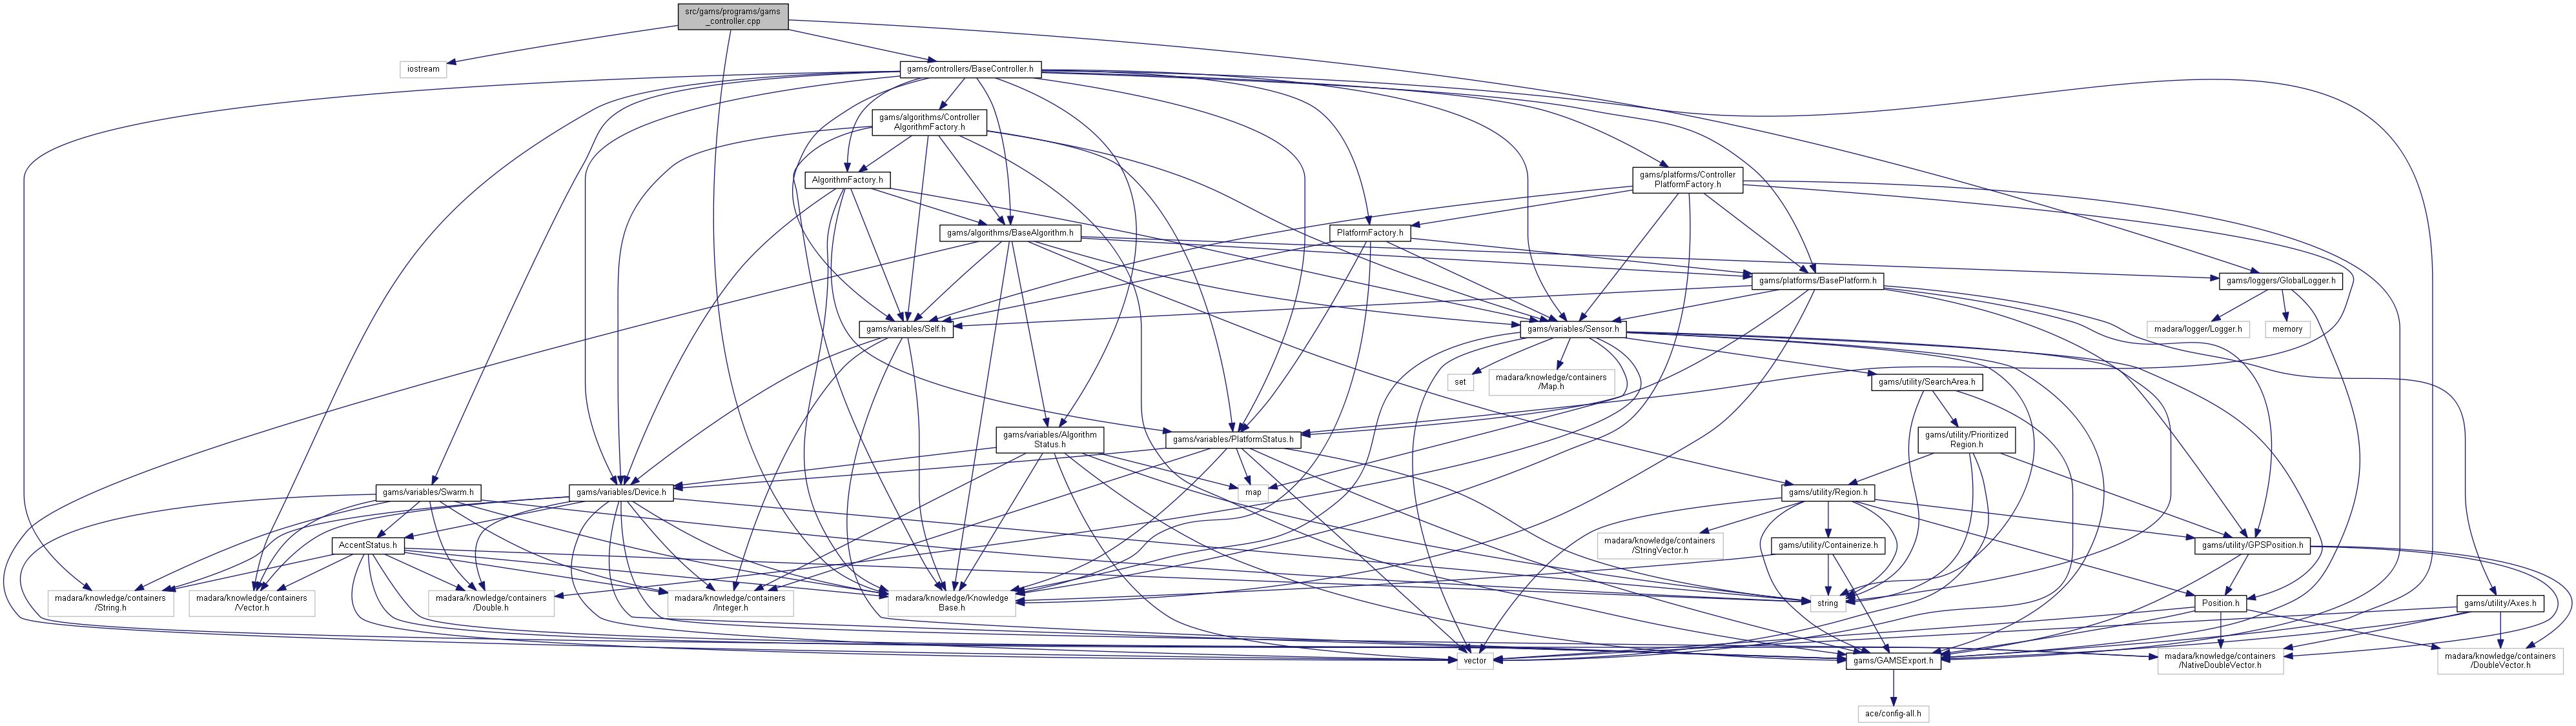 src/gams/programs/gams
_controller.cpp
iostream
gams/controllers/BaseController.h
gams/algorithms/Controller
AlgorithmFactory.h
AlgorithmFactory.h
gams/platforms/Controller
PlatformFactory.h
gams/algorithms/BaseAlgorithm.h
PlatformFactory.h
gams/platforms/BasePlatform.h
gams/loggers/GlobalLogger.h
gams/variables/Self.h
gams/variables/Sensor.h
madara/logger/Logger.h
memory
set
madara/knowledge/containers
/Map.h
gams/utility/SearchArea.h
gams/variables/Algorithm
Status.h
gams/variables/PlatformStatus.h
gams/utility/Prioritized
Region.h
gams/variables/Swarm.h
gams/variables/Device.h
map
gams/utility/Region.h
AccentStatus.h
madara/knowledge/containers
/StringVector.h
gams/utility/Containerize.h
gams/utility/GPSPosition.h
madara/knowledge/containers
/String.h
madara/knowledge/containers
/Vector.h
madara/knowledge/containers
/Double.h
madara/knowledge/containers
/Integer.h
madara/knowledge/Knowledge
Base.h
string
Position.h
gams/utility/Axes.h
vector
gams/GAMSExport.h
madara/knowledge/containers
/NativeDoubleVector.h
madara/knowledge/containers
/DoubleVector.h
ace/config-all.h